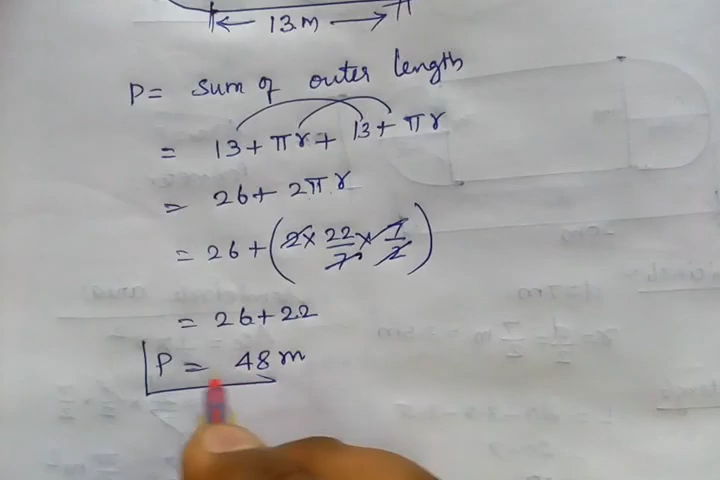 13 m
P = sum of outer length
= 13 + πr + 13 + πr
= 26 + 2πr
= 26 + (2 × 22/7 × 7/2)
= 26 + 22
P = 48 m